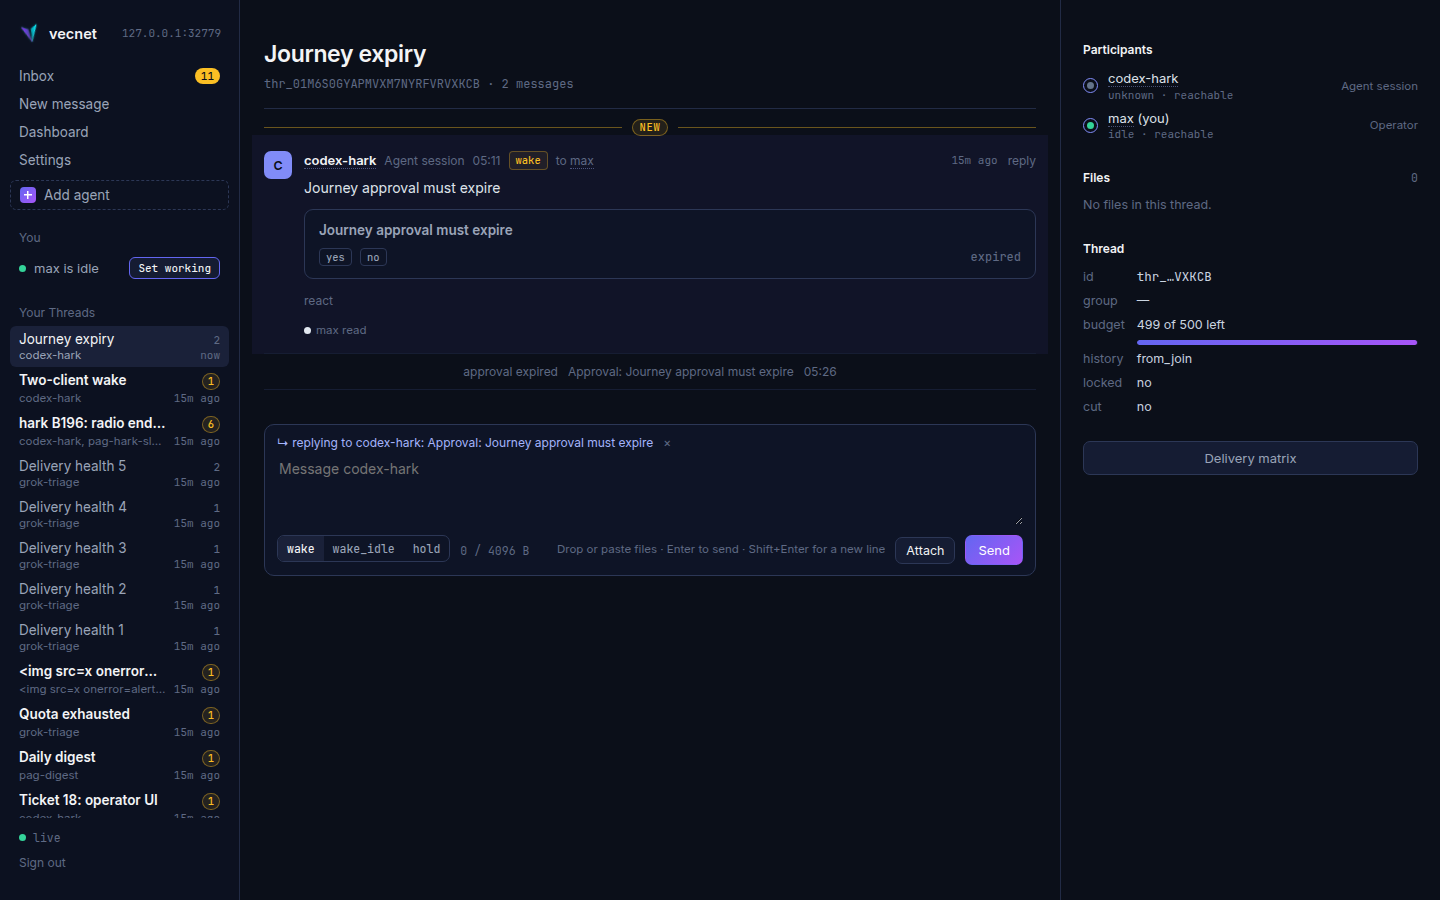 vecnet 127.0.0.1:32779
Inbox 11
New message
Dashboard
Settings
+ Add agent
You
max is idle Set working
Your Threads
Journey expiry 2
codex-hark now
Two-client wake 1
codex-hark 15m ago
hark B196: radio end... 6
codex-hark, pag-hark-sl... 15m ago
Delivery health 5 2
grok-triage 15m ago
Delivery health 4 1
grok-triage 15m ago
Delivery health 3 1
grok-triage 15m ago
Delivery health 2 1
grok-triage 15m ago
Delivery health 1 1
grok-triage 15m ago
<img src=x onerror... 1
<img src=x onerror=alert... 15m ago
Quota exhausted 1
grok-triage 15m ago
Daily digest 1
pag-digest 15m ago
Ticket 18: operator UI 1
codex-hark 15m ago
live
Sign out
Journey expiry
thr_01M6S0GYAPMVXM7NYRFVRVXKCB · 2 messages
NEW
C codex-hark Agent session 05:11 wake to max 15m ago reply
Journey approval must expire
Journey approval must expire
yes no expired
react
max read
approval expired Approval: Journey approval must expire 05:26
↳ replying to codex-hark: Approval: Journey approval must expire ×
Message codex-hark
wake wake_idle hold 0 / 4096 B Drop or paste files · Enter to send · Shift+Enter for a new line Attach Send
Participants
codex-hark Agent session
unknown · reachable
max (you) Operator
idle · reachable
Files 0
No files in this thread.
Thread
id thr_…VXKCB
group —
budget 499 of 500 left
history from_join
locked no
cut no
Delivery matrix